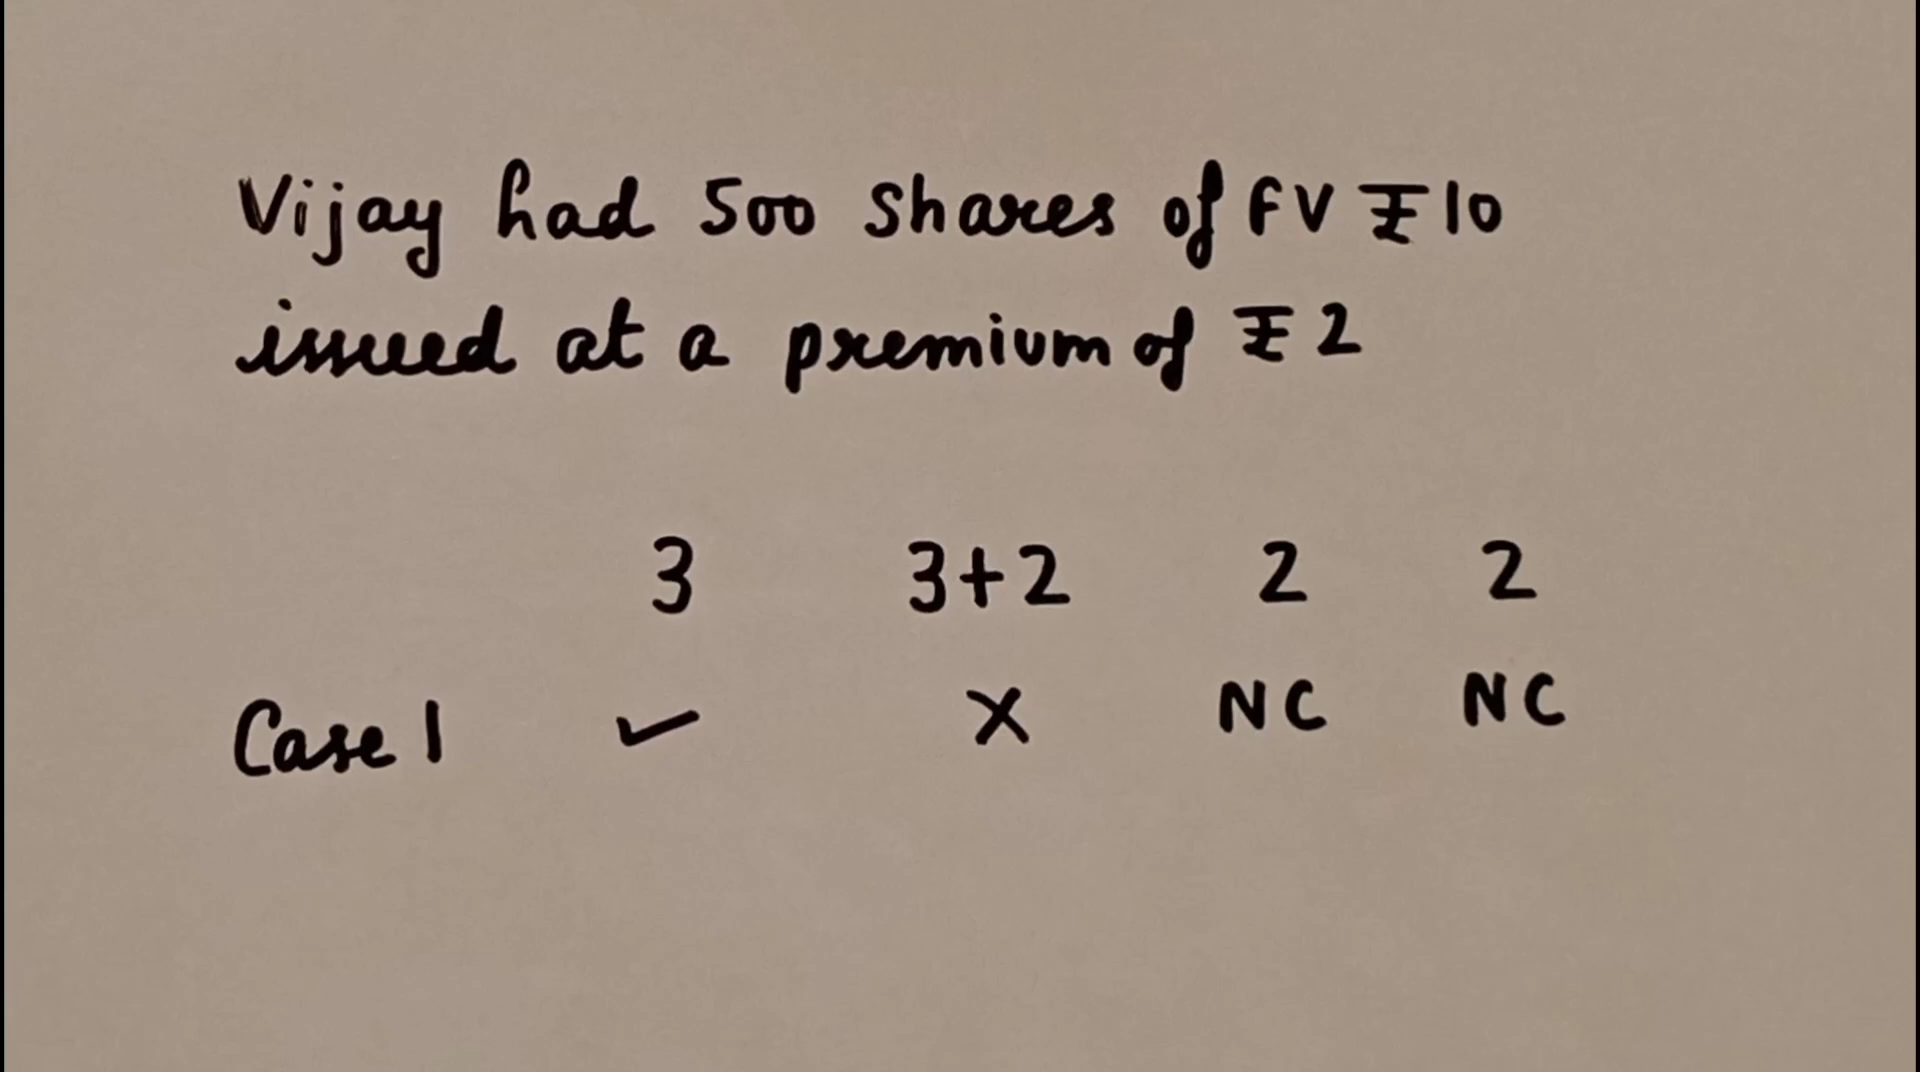 Vijay had 500 shares of FV ₹10
issued at a premium of ₹2
3 3+2 2 2
Case 1 ✓ X NC NC